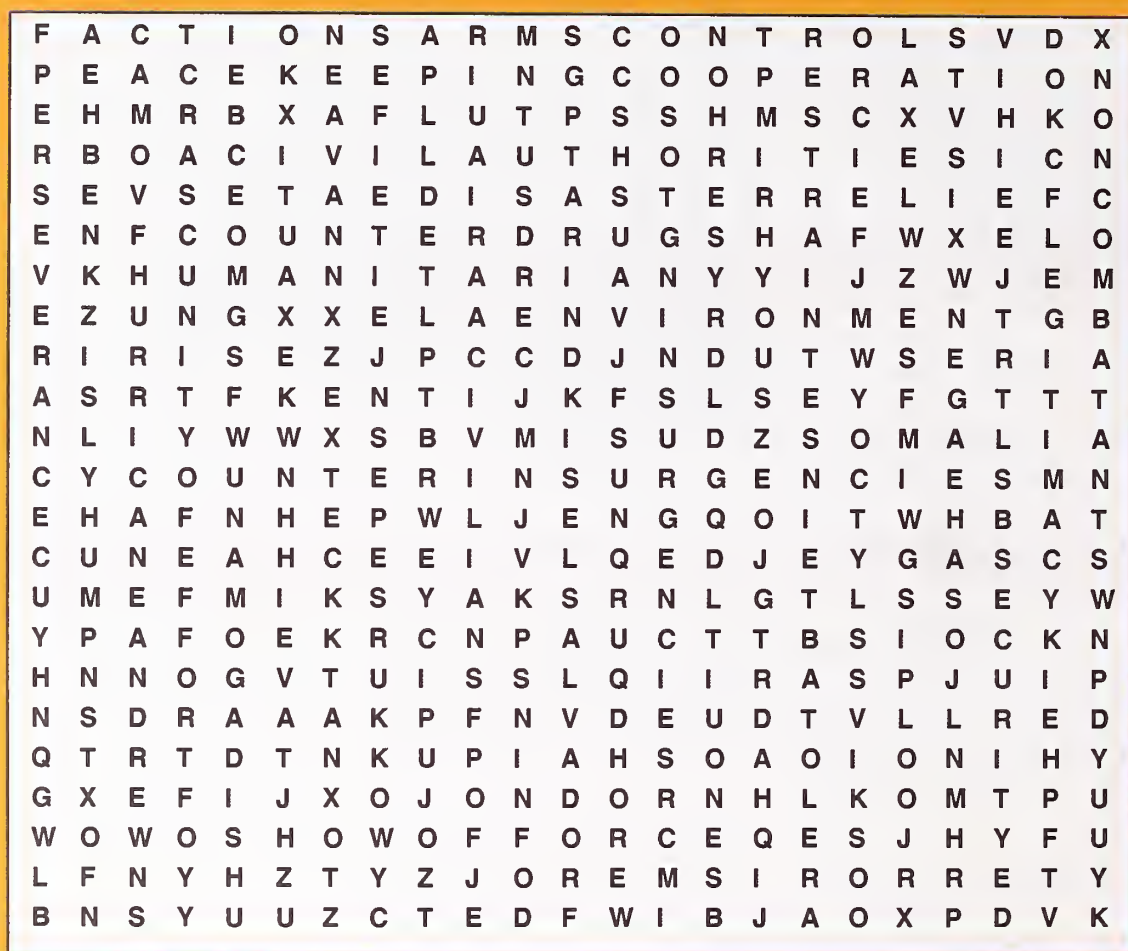 F A C T I O N S A R M S C O N T R O L S V D X
P E A C E K E E P I N G C O O P E R A T I O N
E H M R B X A F L U T P S S H M S C X V H K O
R B O A C I V I L A U T H O R I T I E S I C N
S E V S E T A E D I S A S T E R R E L I E F C
E N F C O U N T E R D R U G S H A F W X E L O
V K H U M A N I T A R I A N Y Y I J Z W J E M
E Z U N G X X E L A E N V I R O N M E N T G B
R I R I S E Z J P C C D J N D U T W S E R I A
A S R T F K E N T I J K F S L S E Y F G T T T
N L I Y W W X S B V M I S U D Z S O M A L I A
C Y C O U N T E R I N S U R G E N C I E S M N
E H A F N H E P W L J E N G Q O I T W H B A T
C U N E A H C E E I V L Q E D J E Y G A S C S
U M E F M I K S Y A K S R N L G T L S S E Y W
Y P A F O E K R C N P A U C T T B S I O C K N
H N N O G V T U I S S L Q I I R A S P J U I P
N S D R A A A K P F N V D E U D T V L L R E D
Q T R T D T N K U P I A H S O A O I O N I H Y
G X E F I J X O J O N D O R N H L K O M T P U
W O W O S H O W O F F O R C E Q E S J H Y F U
L F N Y H Z T Y Z J O R E M S I R O R R E T Y
B N S Y U U Z C T E D F W I B J A O X P D V K